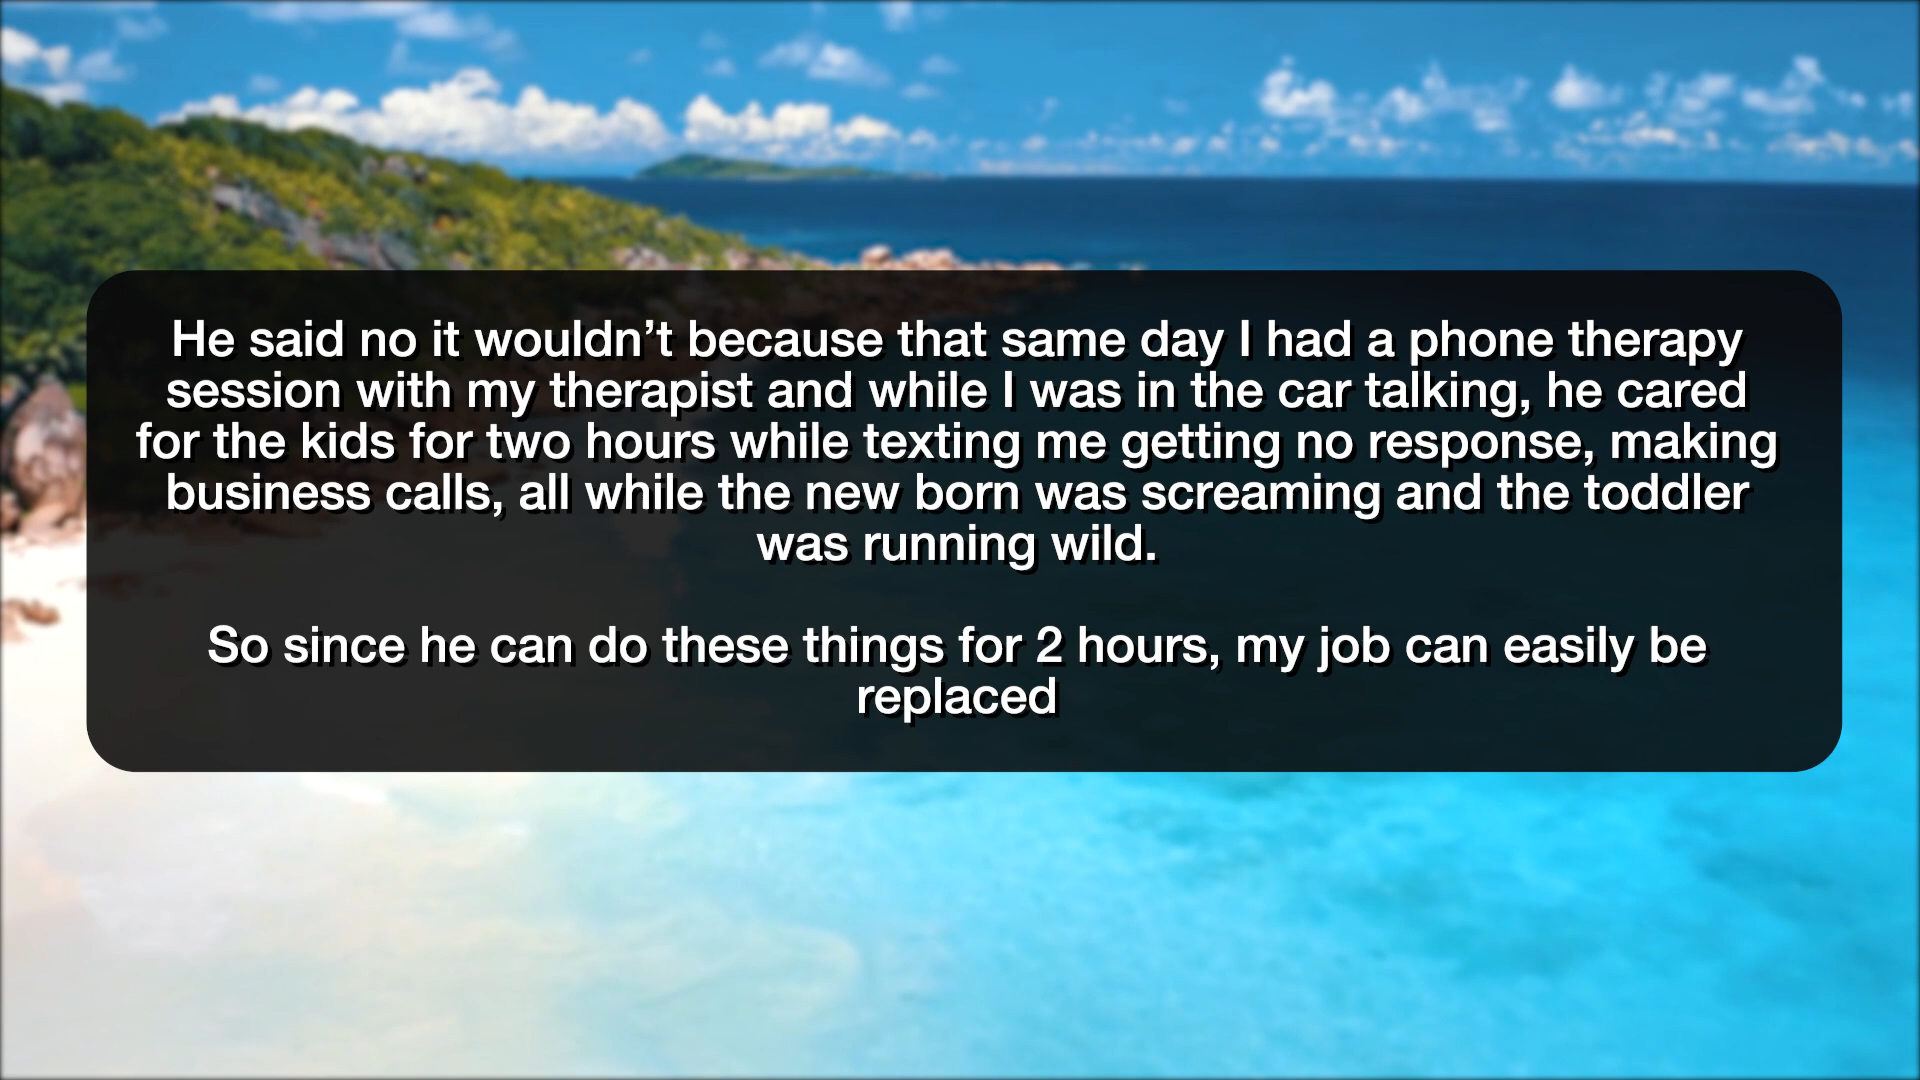 He said no it wouldn’t because that same day I had a phone therapy
session with my therapist and while I was in the car talking, he cared
for the kids for two hours while texting me getting no response, making
business calls, all while the new born was screaming and the toddler
was running wild.
So since he can do these things for 2 hours, my job can easily be
replaced